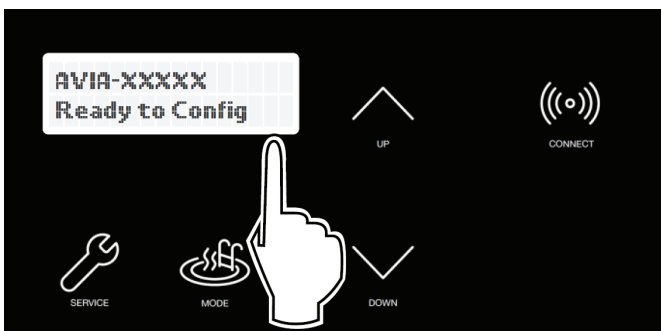 AVIA-XXXXX
Ready to Config
UP
CONNECT
SERVICE
MODE
DOWN